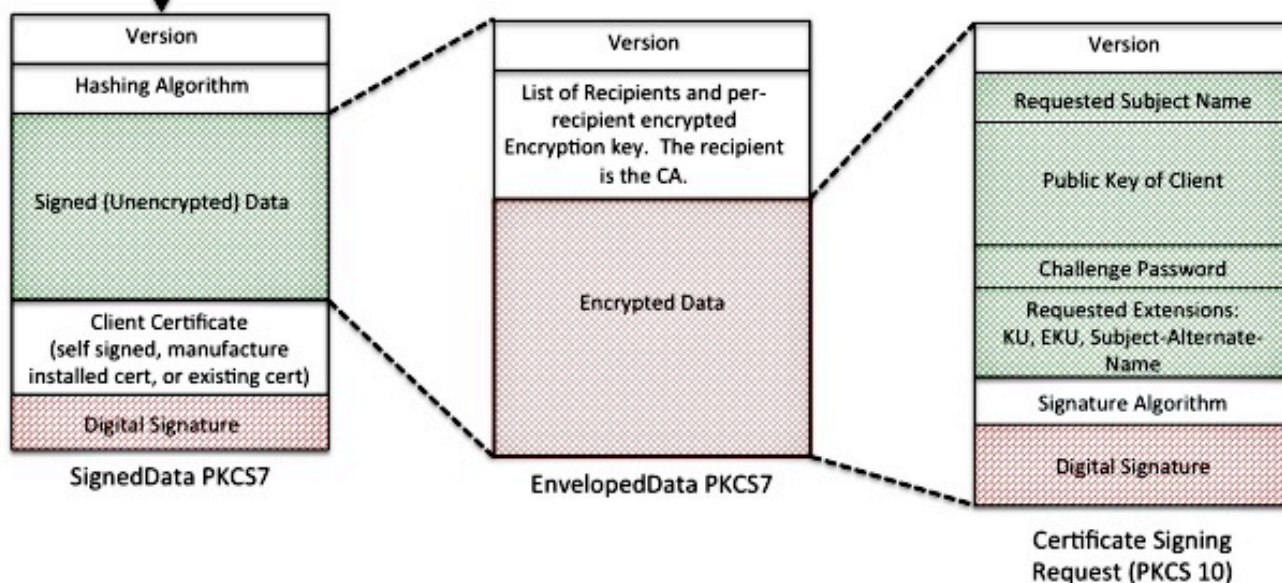 Version
Hashing Algorithm
Signed (Unencrypted) Data
Client Certificate
(self signed, manufacture
installed cert, or existing cert)
Digital Signature
SignedData PKCS7
Version
List of Recipients and per-
recipient encrypted
Encryption key. The recipient
is the CA.
Encrypted Data
EnvelopedData PKCS7
Version
Requested Subject Name
Public Key of Client
Challenge Password
Requested Extensions:
KU, EKU, Subject-Alternate-
Name
Signature Algorithm
Digital Signature
Certificate Signing
Request (PKCS 10)